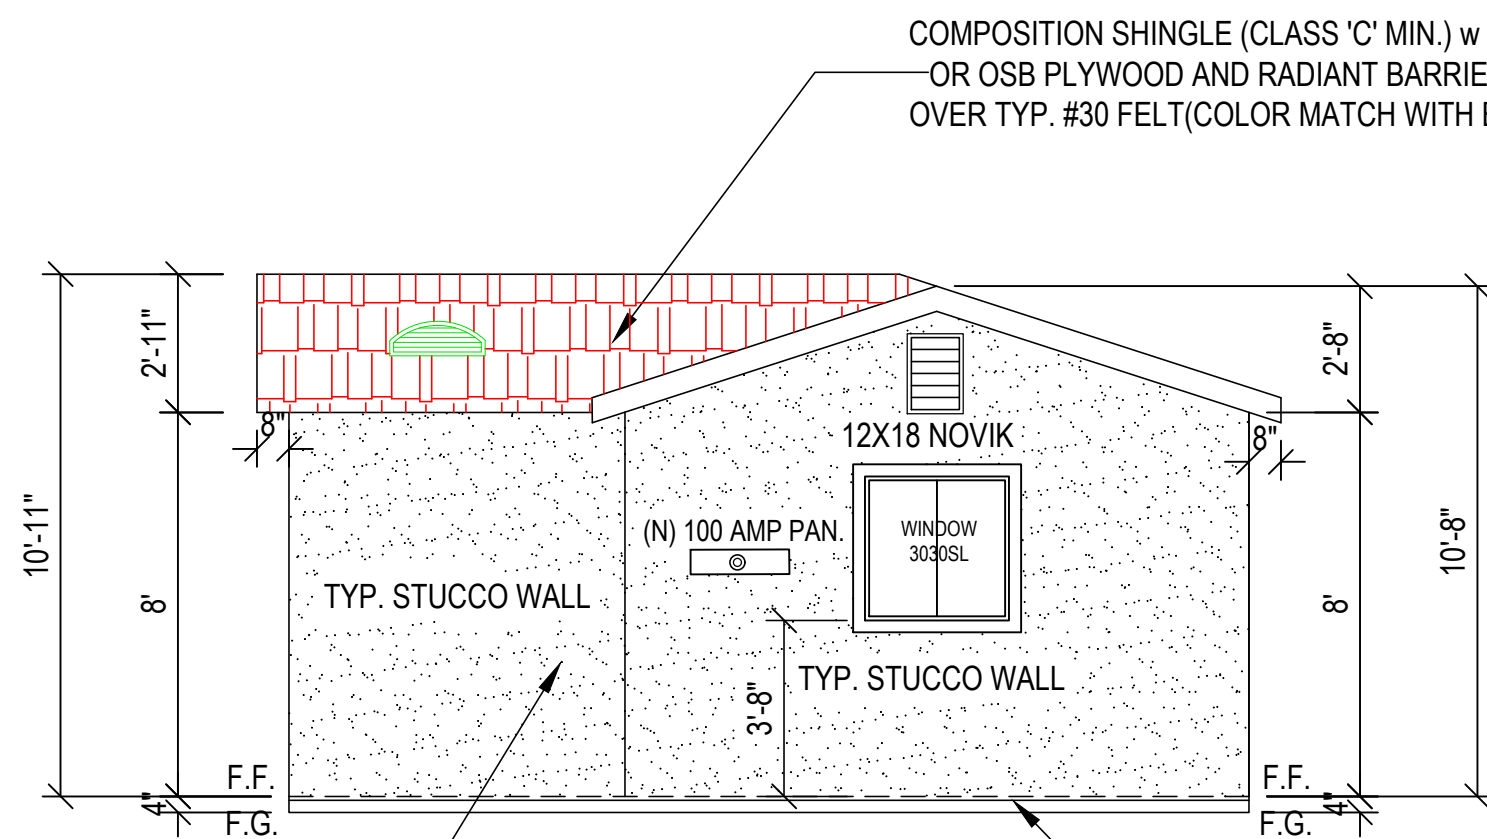 COMPOSITION SHINGLE (CLASS 'C' MIN.) w
OR OSB PLYWOOD AND RADIANT BARRIE
OVER TYP. #30 FELT(COLOR MATCH WITH
2'-11"
2'-8"
8"
12X18 NOVIK
8"
10'-11"
10'-8"
(N) 100 AMP PAN.
WINDOW
3030SL
TYP. STUCCO WALL
8'
8'
TYP. STUCCO WALL
3'-8"
F.F.
F.F.
4"
4"
F.G.
F.G.